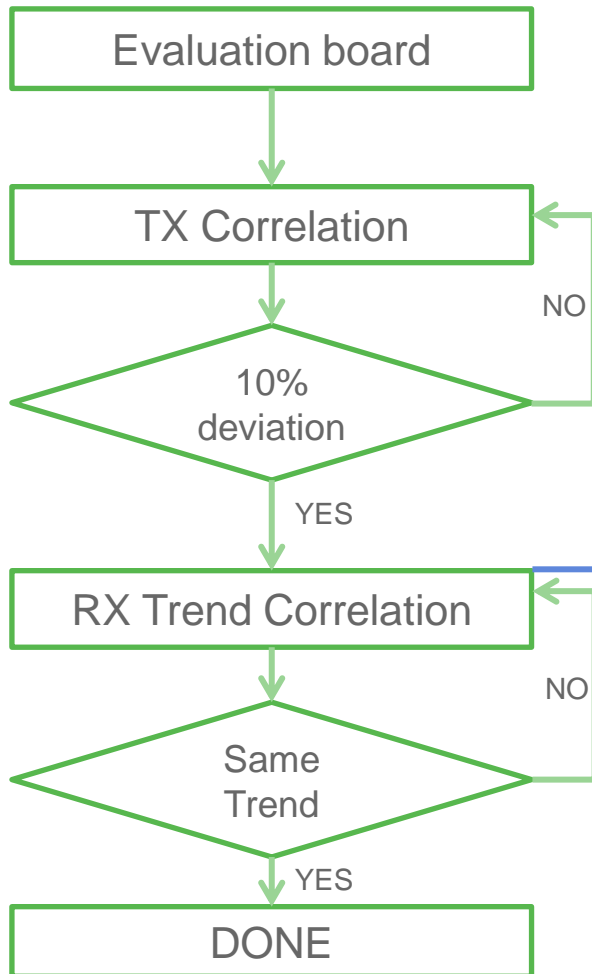 Evaluation board
TX Correlation
NO
10%
deviation
YES
RX Trend Correlation
NO
Same
Trend
YES
DONE